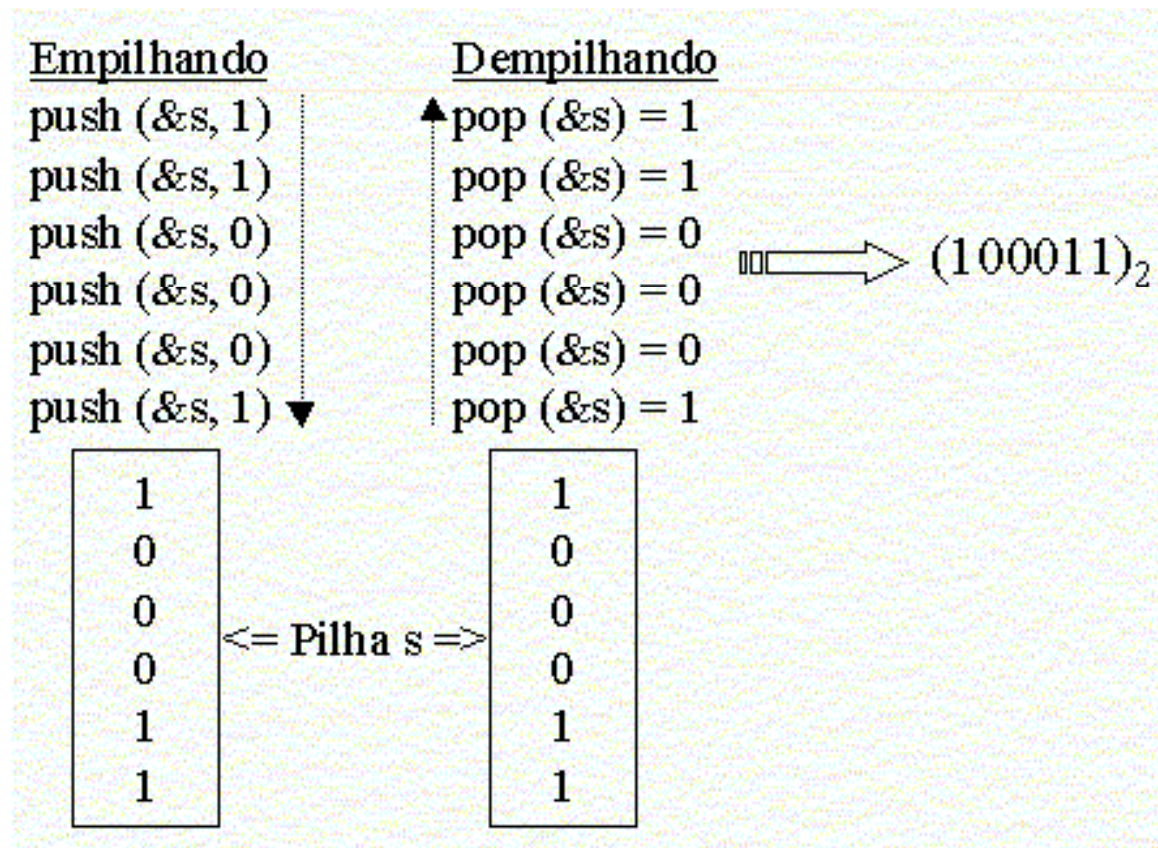 Empilhando
push (&s, 1)
push (&s, 1)
push (&s, 0)
push (&s, 0)
push (&s, 0)
push (&s, 1)
Dempilhando
pop (&s) = 1
pop (&s) = 1
pop (&s) = 0
pop (&s) = 0
pop (&s) = 0
pop (&s) = 1
(100011)₂
1
0
0
0
1
1
<= Pilha s =>
1
0
0
0
1
1